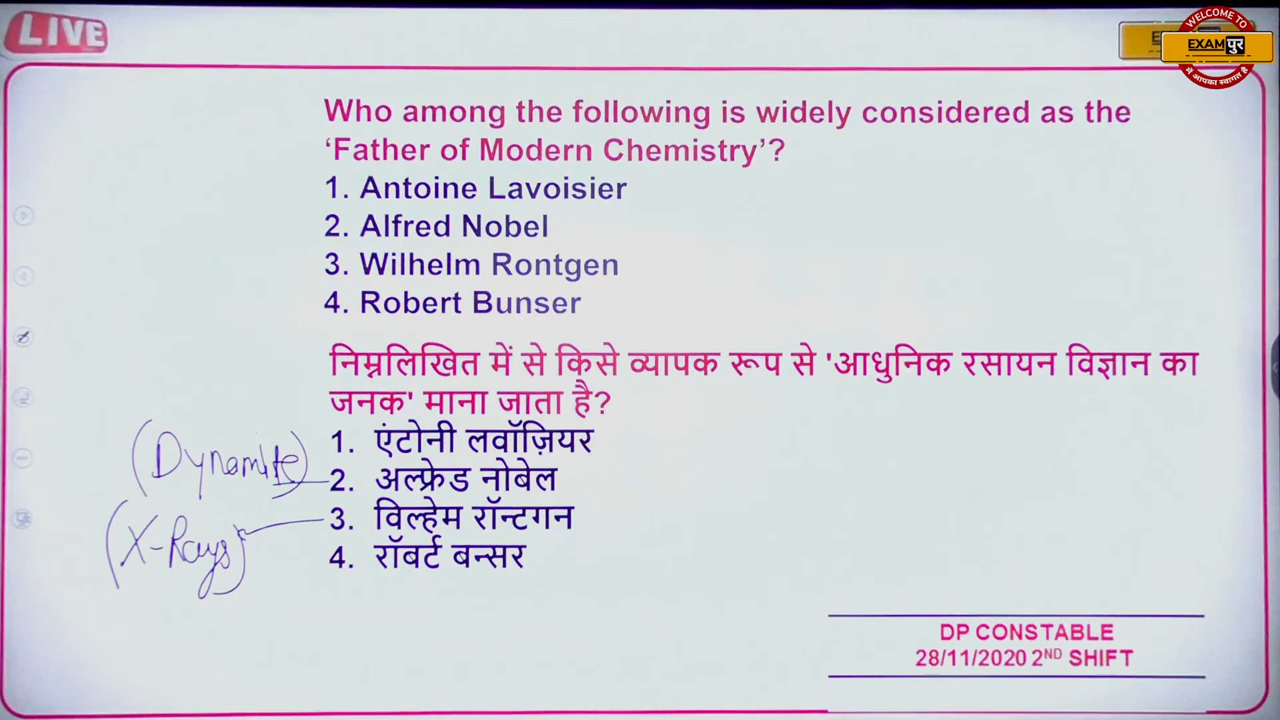 LIVE
WELCOME TO
EXAMपुर
में आपका स्वागत है
Who among the following is widely considered as the
‘Father of Modern Chemistry’?
1. Antoine Lavoisier
2. Alfred Nobel
3. Wilhelm Rontgen
4. Robert Bunser
निम्नलिखित में से किसे व्यापक रूप से 'आधुनिक रसायन विज्ञान का
जनक' माना जाता है?
1. एंटोनी लवॉज़ियर
(Dynamite) 2. अल्फ्रेड नोबेल
(X-Rays) 3. विल्हेम रॉन्टगन
4. रॉबर्ट बन्सर
DP CONSTABLE
28/11/2020 2ND SHIFT